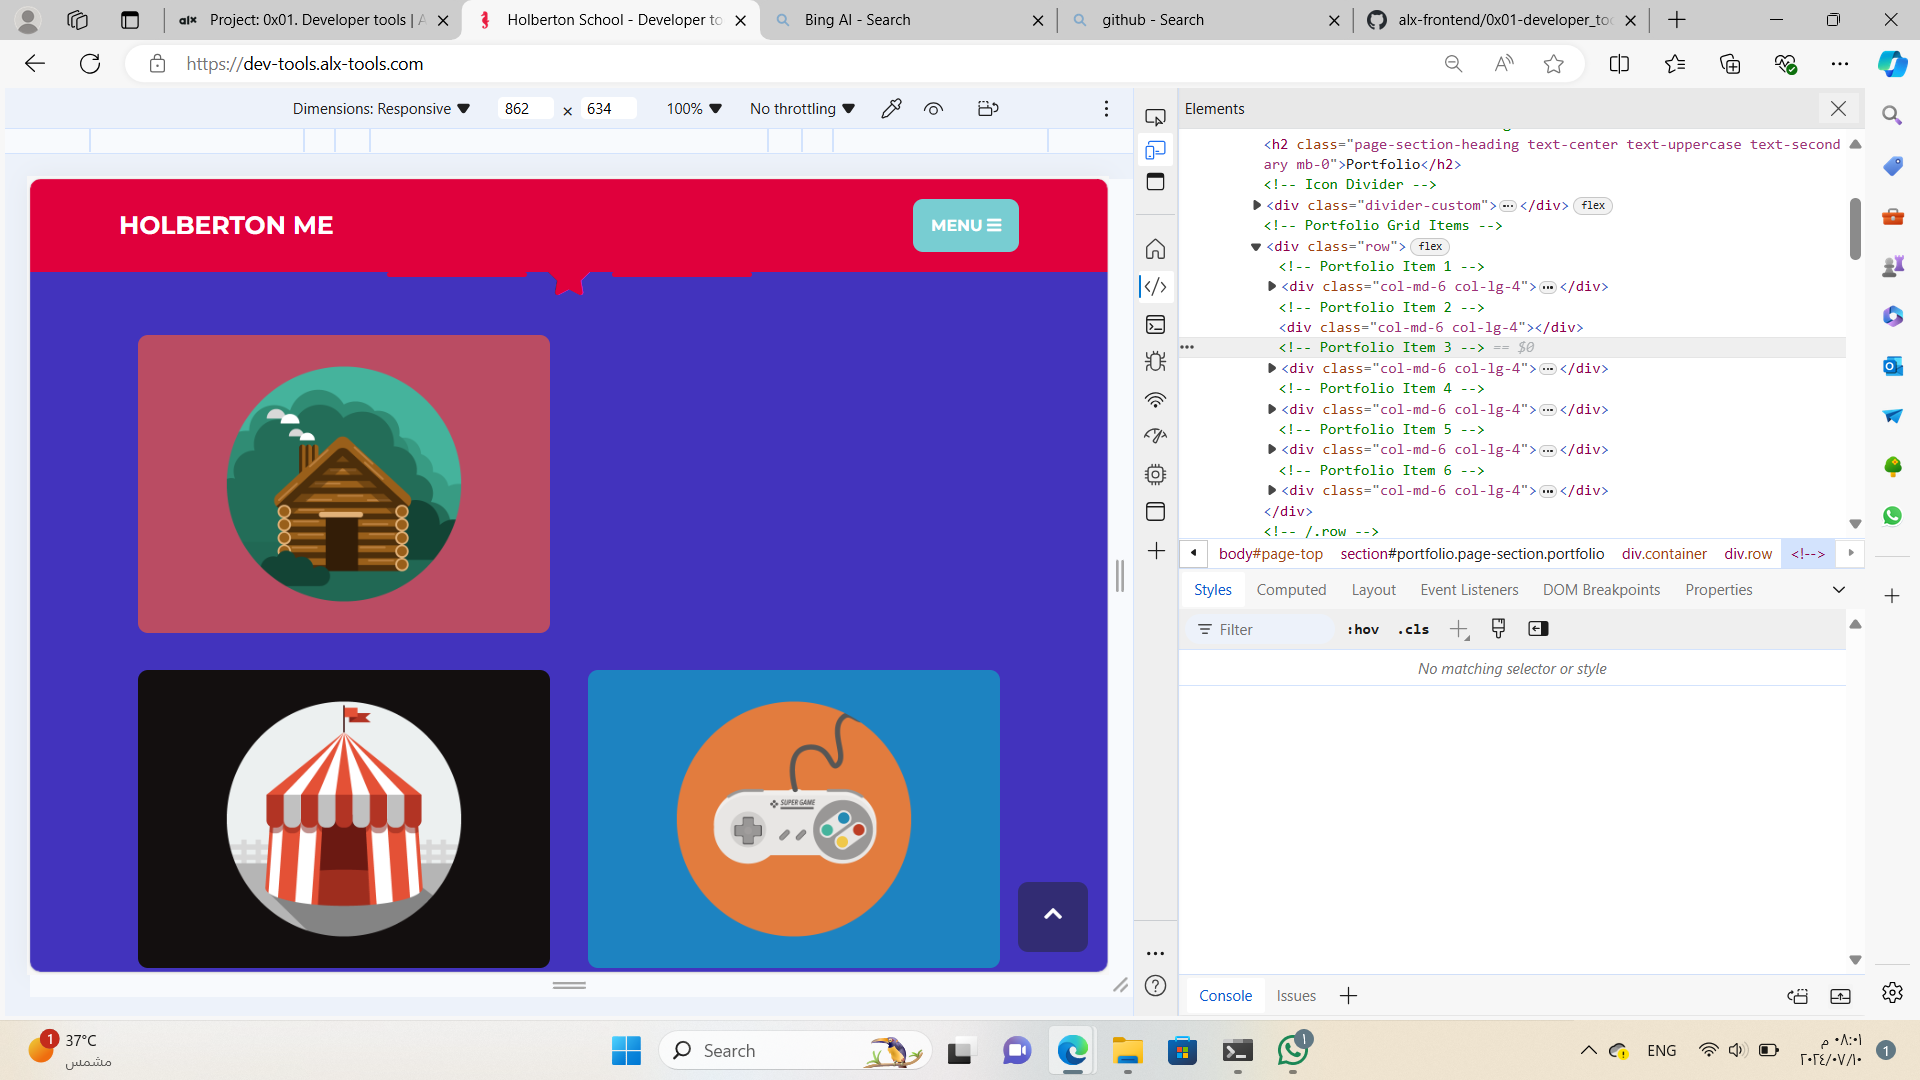 Project: 0x01. Developer tools | A
Holberton School - Developer to
Bing AI - Search
github - Search
alx-frontend/0x01-developer_too
https://dev-tools.alx-tools.com
Dimensions: Responsive
862 × 634
100%
No throttling
HOLBERTON ME
MENU
SUPER GAME
Elements
<h2 class="page-section-heading text-center text-uppercase text-second
ary mb-0">Portfolio</h2>
<!-- Icon Divider -->
<div class="divider-custom">…</div> flex
<!-- Portfolio Grid Items -->
<div class="row"> flex
<!-- Portfolio Item 1 -->
<div class="col-md-6 col-lg-4">…</div>
<!-- Portfolio Item 2 -->
<div class="col-md-6 col-lg-4"></div>
<!-- Portfolio Item 3 --> == $0
<div class="col-md-6 col-lg-4">…</div>
<!-- Portfolio Item 4 -->
<div class="col-md-6 col-lg-4">…</div>
<!-- Portfolio Item 5 -->
<div class="col-md-6 col-lg-4">…</div>
<!-- Portfolio Item 6 -->
<div class="col-md-6 col-lg-4">…</div>
</div>
<!-- /.row -->
body#page-top section#portfolio.page-section.portfolio div.container div.row <!-->
Styles Computed Layout Event Listeners DOM Breakpoints Properties
Filter
:hov .cls
No matching selector or style
Console Issues
1
37°C
مشمس
Search
١
ENG
٠٨:٠١ م
٢٠٢٤/٠٧/١٠
1